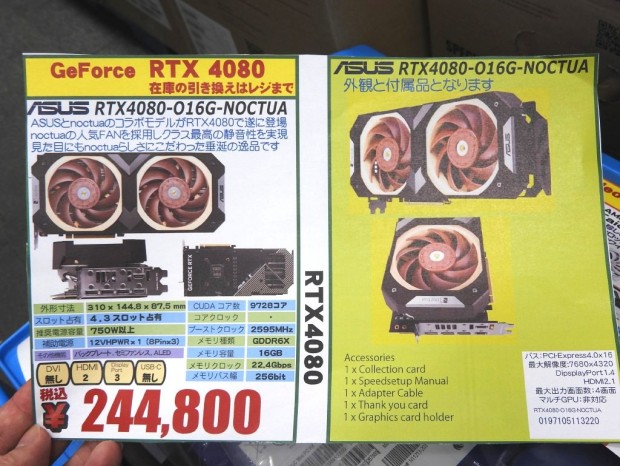 GeForce RTX 4080
在庫の引き換えはレジまで
ASUS RTX4080-O16G-NOCTUA
ASUSとnoctuaのコラボモデルがRTX4080で遂に登場
noctuaの人気FANを採用しクラス最高の静音性を実現
見た目にもnoctuaらしさにこだわった垂涎の逸品です
GEFORCE RTX
外形寸法 310 x 144.8 x 87.5 mm CUDA コア数 9728コア
スロット占有 4.3スロット占有 コアクロック -
推奨電源容量 750W以上 ブーストクロック 2595MHz
補助電源 12VHPWR×1 (8Pinx3) メモリ種類 GDDR6X
その他機能 バックプレート、セミファンレス、ALED メモリ容量 16GB
メモリクロック 22.4Gbps
メモリバス幅 256bit
DVI 無し HDMI 2 Display Port 3 USB-C 無し
税込
¥244,800
RTX4080
ASUS RTX4080-O16G-NOCTUA
外観と付属品となります
ASUS
Accessories
1 x Collection card
1 x Speedsetup Manual
1 x Adapter Cable
1 x Thank you card
1 x Graphics card holder
バス:PCIExpress4.0x16
最大解像度:7680x4320
DipsplayPort1.4
HDMI2.1
最大出力画面数:4画面
マルチGPU:非対応
RTX4080-O16G-NOCTUA
0197105113220